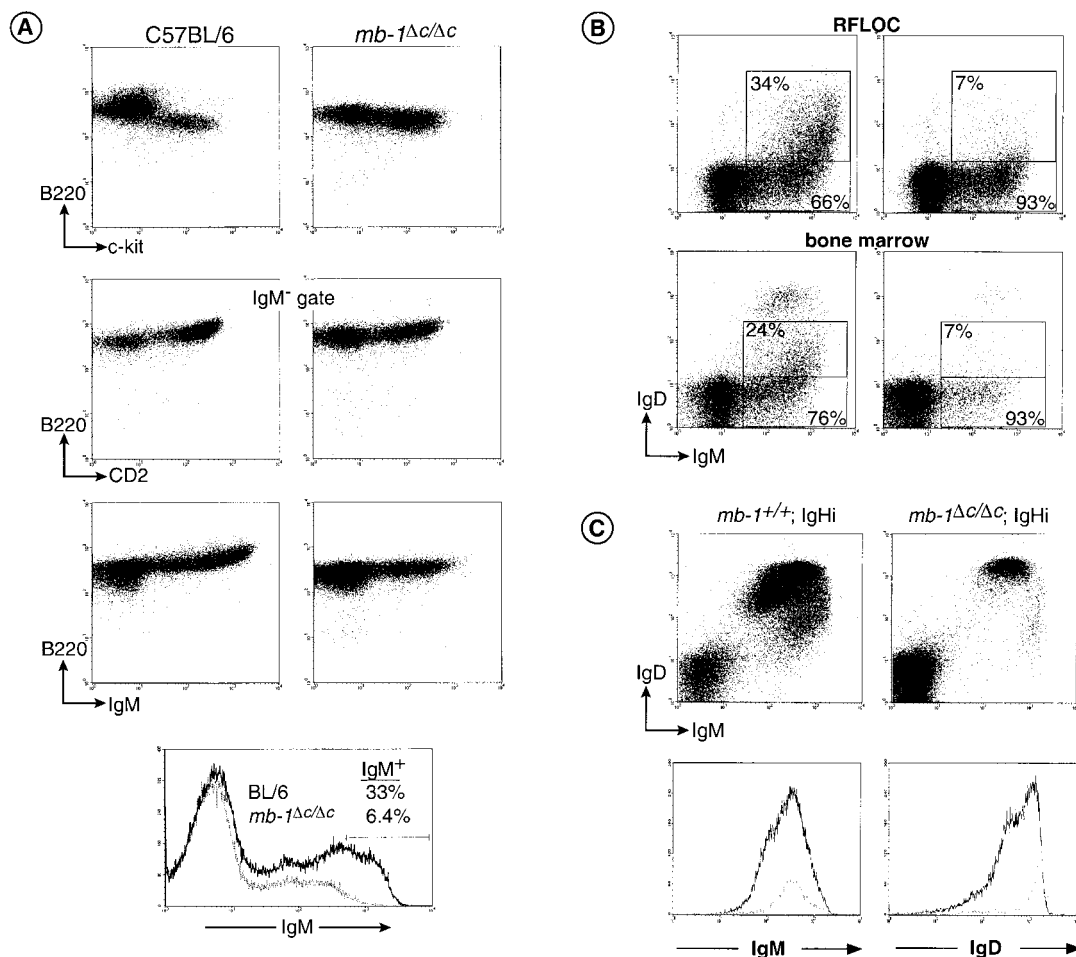 A
C57BL/6
mb-1Δc/Δc
B220
c-kit
IgM- gate
B220
CD2
B220
IgM
IgM+
BL/6 33%
mb-1Δc/Δc 6.4%
IgM
B
RFLOC
34%
66%
7%
93%
bone marrow
24%
76%
7%
93%
IgD
IgM
C
mb-1+/+; IgHi
mb-1Δc/Δc; IgHi
IgD
IgM
IgM
IgD